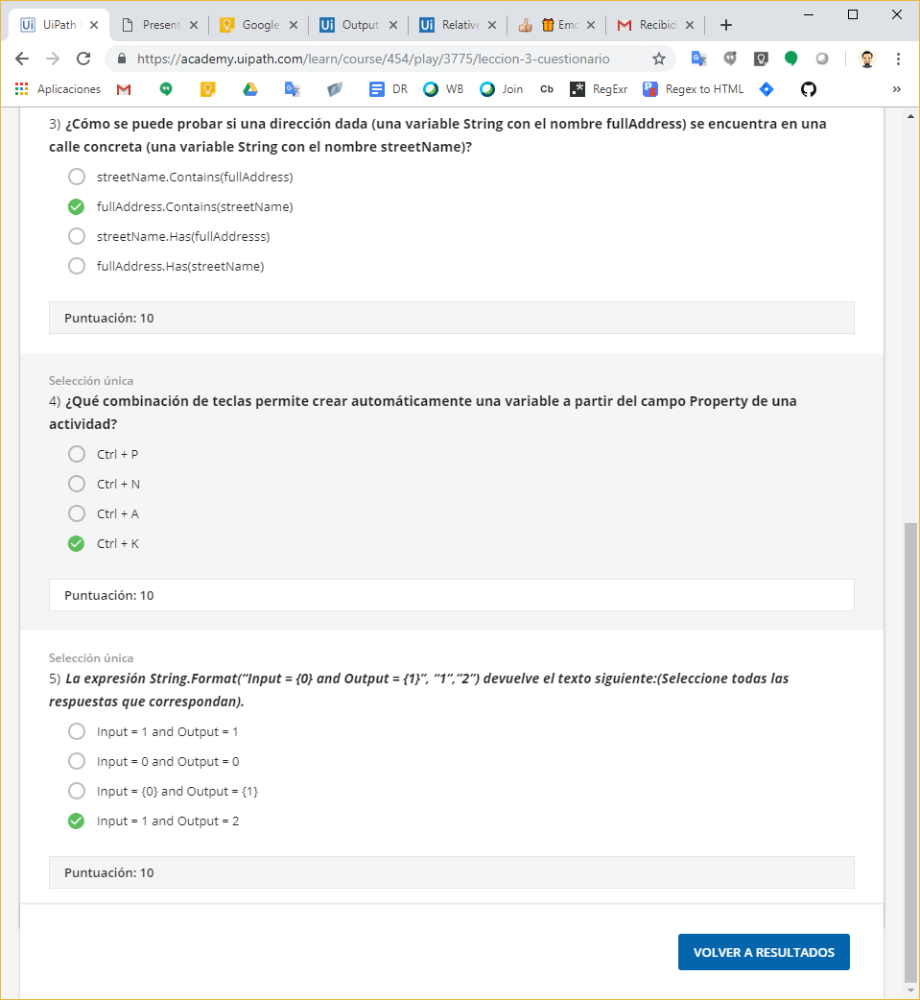 UiPath
Present
Google
Output
Relative
Emo
Recibid
https://academy.uipath.com/learn/course/454/play/3775/leccion-3-cuestionario
Aplicaciones
DR
WB
Join
Cb
RegExr
Regex to HTML
»
3) ¿Cómo se puede probar si una dirección dada (una variable String con el nombre fullAddress) se encuentra en una
calle concreta (una variable String con el nombre streetName)?
streetName.Contains(fullAddress)
fullAddress.Contains(streetName)
streetName.Has(fullAddresss)
fullAddress.Has(streetName)
Puntuación: 10
Selección única
4) ¿Qué combinación de teclas permite crear automáticamente una variable a partir del campo Property de una
actividad?
Ctrl + P
Ctrl + N
Ctrl + A
Ctrl + K
Puntuación: 10
Selección única
5) La expresión String.Format(“Input = {0} and Output = {1}”, “1”,”2”) devuelve el texto siguiente:(Seleccione todas las
respuestas que correspondan).
Input = 1 and Output = 1
Input = 0 and Output = 0
Input = {0} and Output = {1}
Input = 1 and Output = 2
Puntuación: 10
VOLVER A RESULTADOS